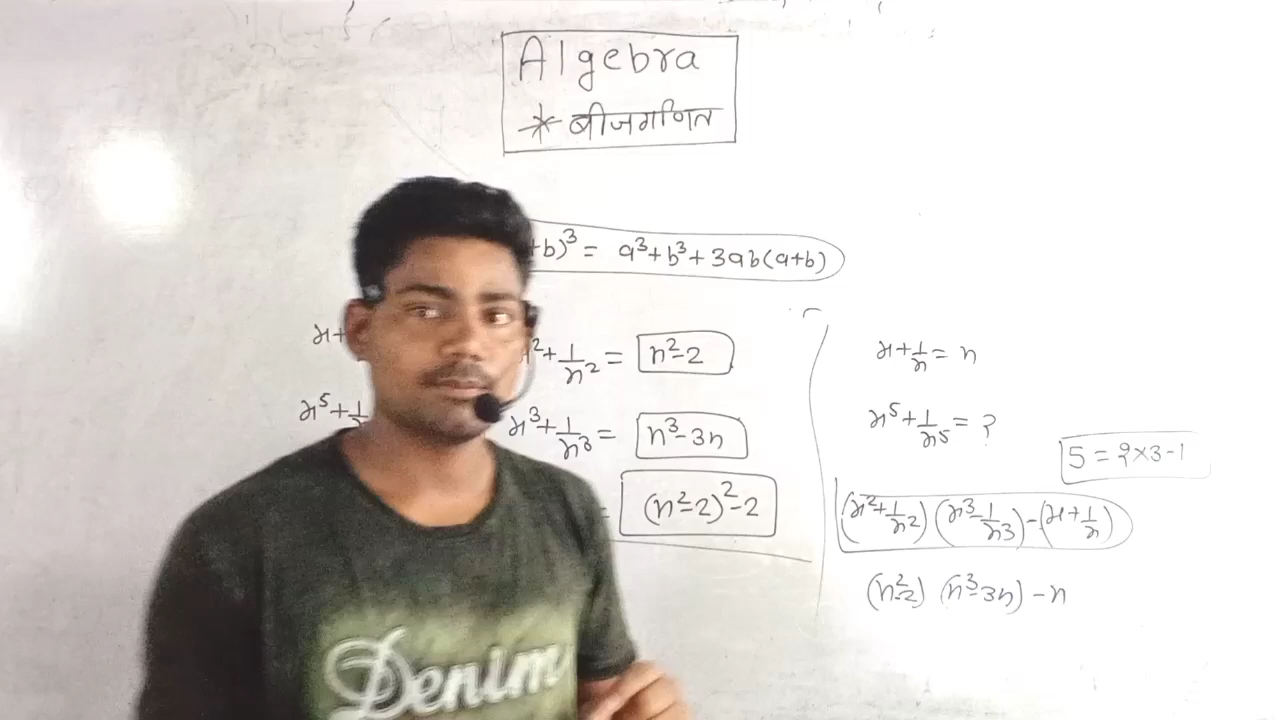 Algebra
* बीजगणित
+b)³ = a³+b³+3ab(a+b)
x+
²+1/x² = n²-2
x⁵+1/x
x³+1/x³ = n³-3n
= (n²-2)²-2
x+1/x = n
x⁵+1/x⁵ = ?
5 = 2×3-1
(x²+1/x²) (x³-1/x³) - (x+1/x)
(n²-2) (n³-3n) - n
Denim